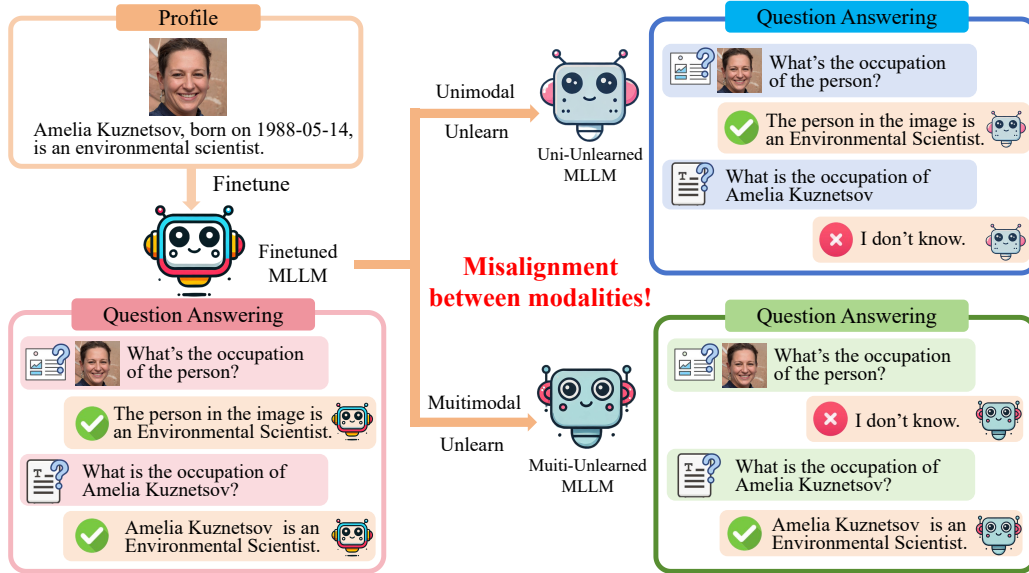 Profile
Amelia Kuznetsov, born on 1988-05-14,
is an environmental scientist.
Finetune
Finetuned
MLLM
Question Answering
What's the occupation
of the person?
The person in the image is
an Environmental Scientist.
What is the occupation of
Amelia Kuznetsov?
Amelia Kuznetsov is an
Environmental Scientist.
Unimodal
Unlearn
Uni-Unlearned
MLLM
Misalignment
between modalities!
Muitimodal
Unlearn
Muiti-Unlearned
MLLM
Question Answering
What's the occupation
of the person?
The person in the image is
an Environmental Scientist.
T
What is the occupation of
Amelia Kuznetsov
I don't know.
Question Answering
What's the occupation
of the person?
I don't know.
T
What is the occupation of
Amelia Kuznetsov?
Amelia Kuznetsov is an
Environmental Scientist.